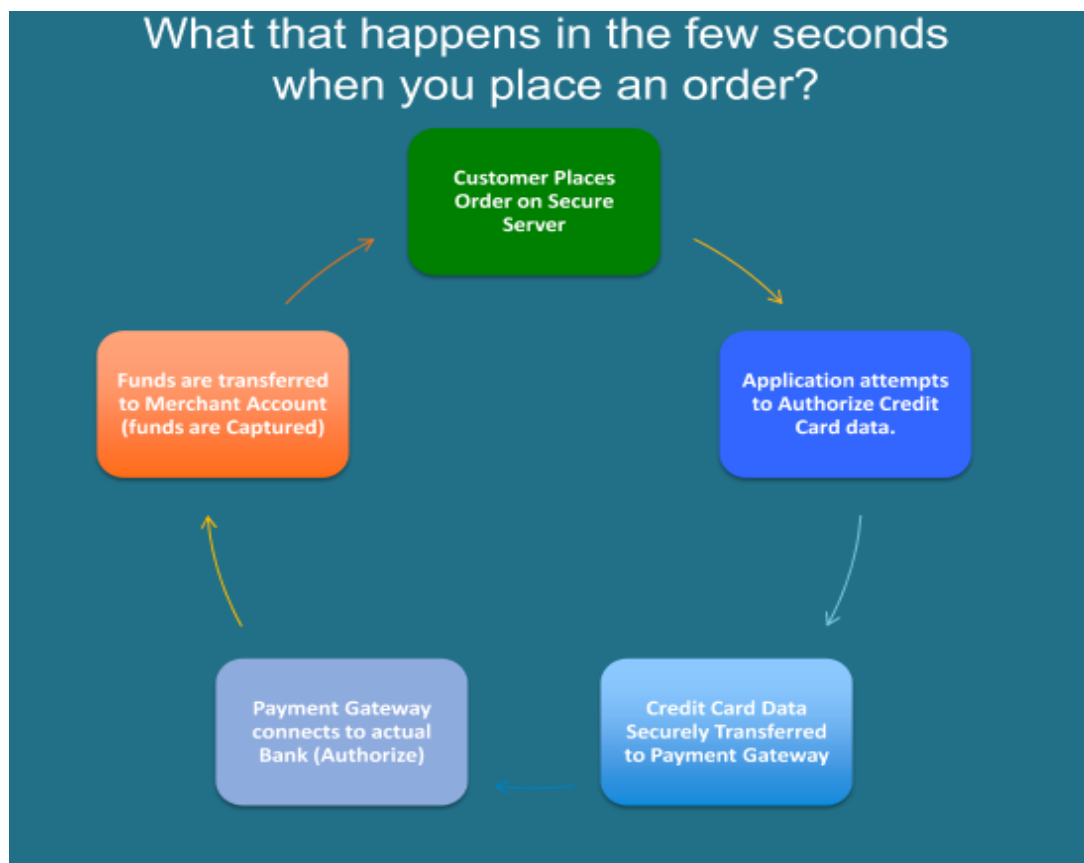 What that happens in the few seconds
when you place an order?
Customer Places
Order on Secure
Server
Application attempts
to Authorize Credit
Card data.
Credit Card Data
Securely Transferred
to Payment Gateway
Payment Gateway
connects to actual
Bank (Authorize)
Funds are transferred
to Merchant Account
(funds are Captured)